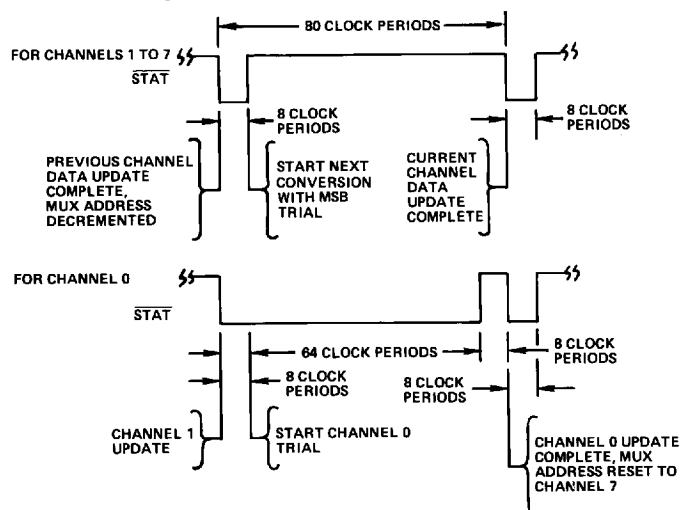 80 CLOCK PERIODS
FOR CHANNELS 1 TO 7
STAT
8 CLOCK
PERIODS
8 CLOCK
PERIODS
PREVIOUS CHANNEL
DATA UPDATE
COMPLETE,
MUX ADDRESS
DECREMENTED
START NEXT
CONVERSION
WITH MSB
TRIAL
CURRENT
CHANNEL
DATA
UPDATE
COMPLETE
FOR CHANNEL 0
STAT
64 CLOCK PERIODS
8 CLOCK
PERIODS
8 CLOCK
PERIODS
8 CLOCK
PERIODS
CHANNEL 1
UPDATE
START CHANNEL 0
TRIAL
CHANNEL 0 UPDATE
COMPLETE, MUX
ADDRESS RESET TO
CHANNEL 7